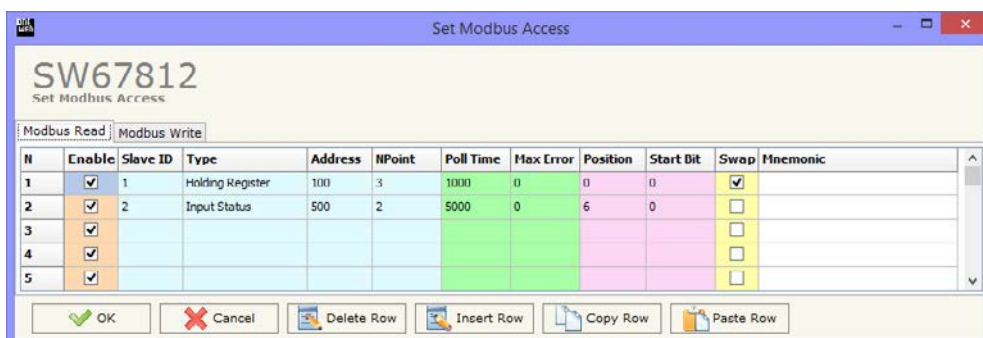 Set Modbus Access
SW67812
Set Modbus Access
Modbus Read Modbus Write
N Enable Slave ID Type Address NPoint Poll Time Max Error Position Start Bit Swap Mnemonic
1 1 Holding Register 100 3 1000 0 0 0
2 2 Input Status 500 2 5000 0 6 0
3
4
5
OK Cancel Delete Row Insert Row Copy Row Paste Row